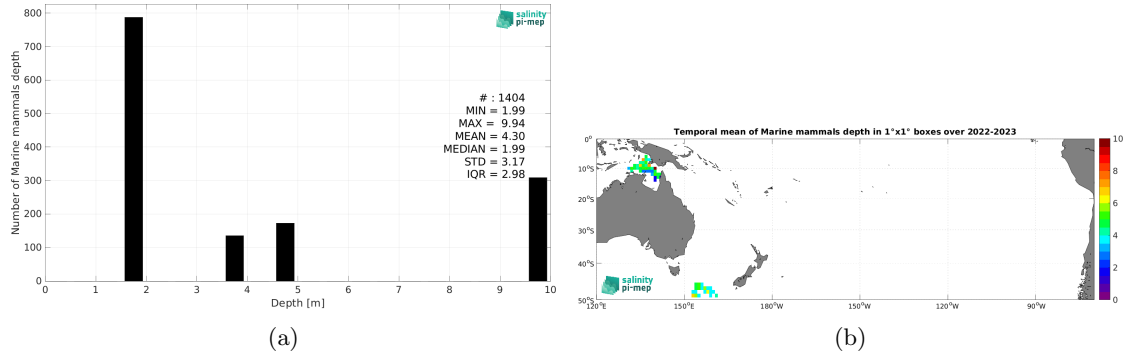 800
700
600
500
400
300
200
100
0
Number of Marine mammals depth
salinity
pi-mep
# : 1404
MIN = 1.99
MAX = 9.94
MEAN = 4.30
MEDIAN = 1.99
STD = 3.17
IQR = 2.98
0 1 2 3 4 5 6 7 8 9 10
Depth [m]
(a)
Temporal mean of Marine mammals depth in 1°x1° boxes over 2022-2023
0°
10°S
20°S
30°S
40°S
50°S
120°E 150°E 180°W 150°W 120°W 90°W
salinity
pi-mep
10
8
6
4
2
0
(b)